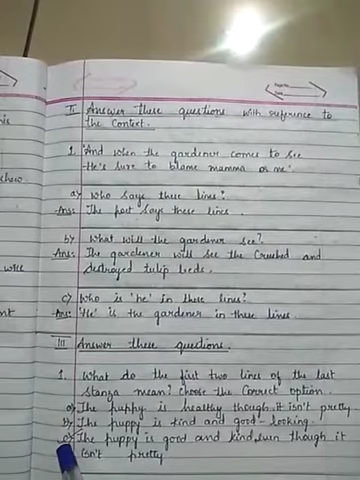 his
chew
will
nt
II Answer these questions with reference to
the Context.
1. 'And when the gardener comes to see
He's sure to blame mamma or me'.
a) Who says these lines?
Ans: The poet says these lines.
b) What will the gardener see?
Ans: The gardener will see the crushed and
destroyed tulip beds.
c) Who is 'he' in these lines?
Ans: 'He' is the gardener in these lines.
III Answer these questions.
1. What do the first two lines of the last
stanza mean? Choose the Correct option.
a) The puppy is healthy though it isn't pretty
b) The puppy is kind and good-looking.
c) The puppy is good and kind, even though it
isn't pretty